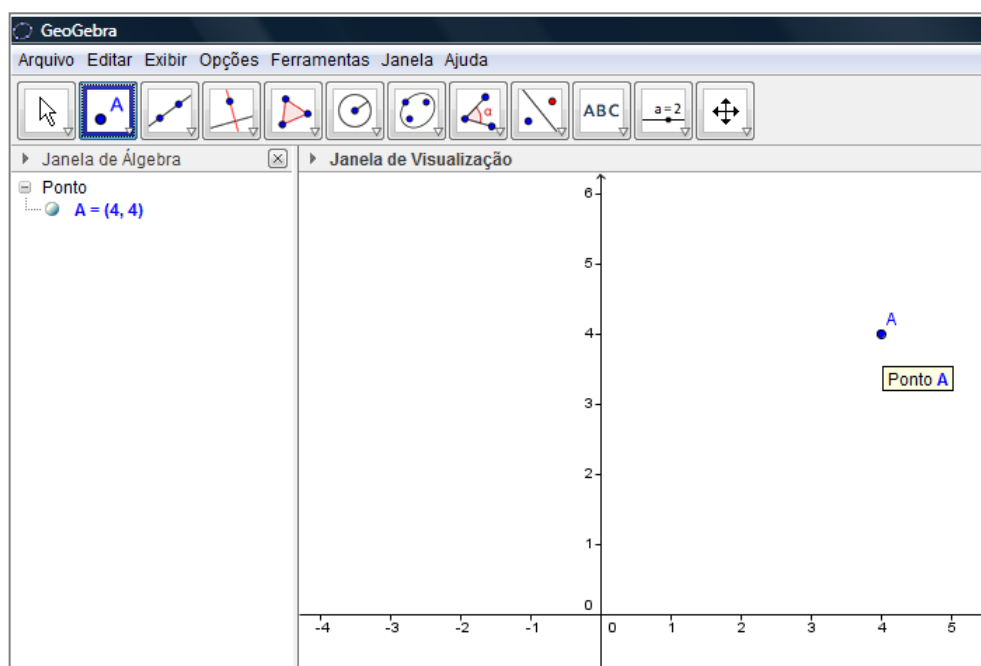 GeoGebra
Arquivo Editar Exibir Opções Ferramentas Janela Ajuda
A ABC a=2
α
Janela de Álgebra
Janela de Visualização
Ponto
A = (4, 4)
6
5
A
4
Ponto A
3
2
1
0
-4 -3 -2 -1 0 1 2 3 4 5